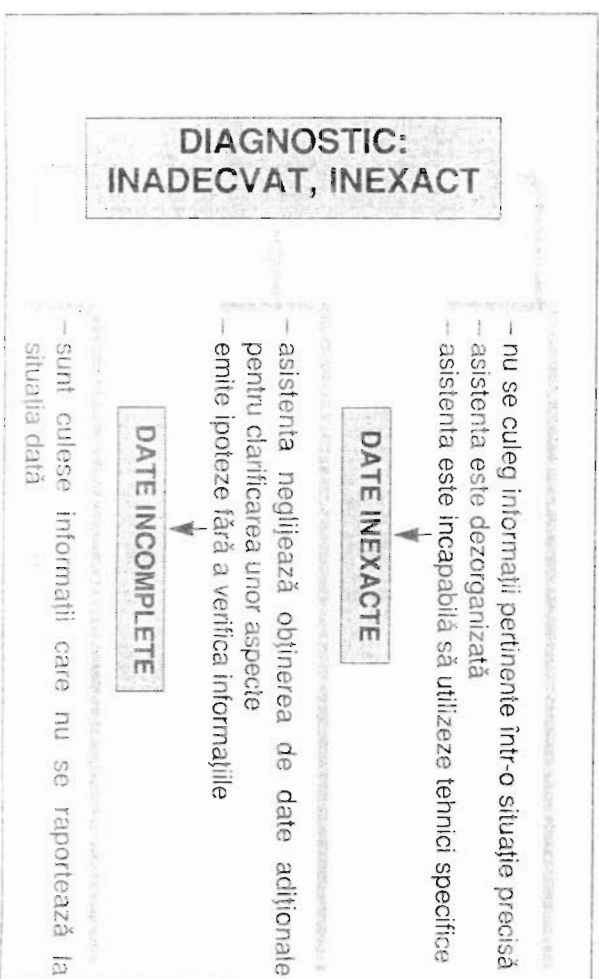 DIAGNOSTIC:
INADECVAT, INEXACT
– nu se culeg informații pertinente într-o situație precisă
– asistenta este dezorganizată
– asistenta este incapabilă să utilizeze tehnici specifice
DATE INEXACTE
– asistenta neglijează obținerea de date adiționale
pentru clarificarea unor aspecte
– emite ipoteze fără a verifica informațiile
DATE INCOMPLETE
– sunt culese informații care nu se raportează la
situația dată